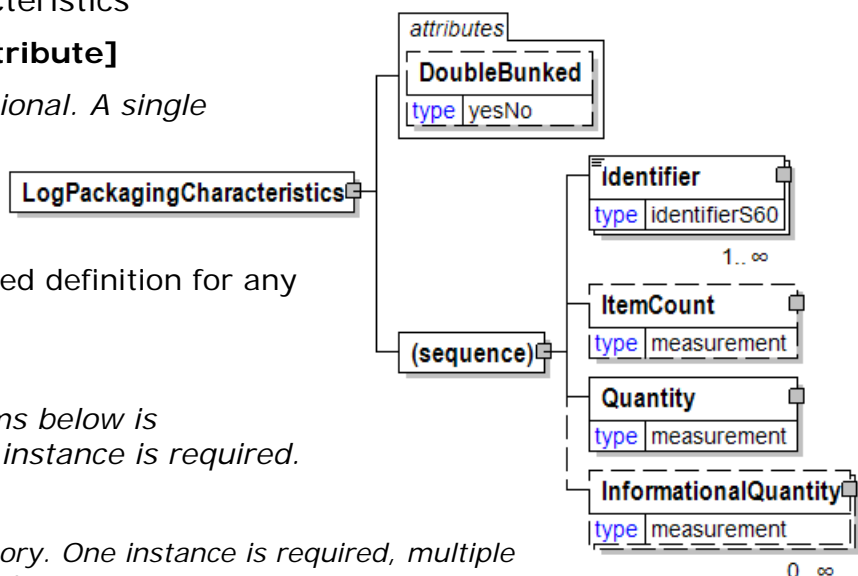 cteristics
tribute]
ional. A single
ed definition for any
ns below is
instance is required.
ory. One instance is required, multiple
LogPackagingCharacteristics
attributes
DoubleBunked
type yesNo
(sequence)
Identifier
type identifierS60
1.. ∞
ItemCount
type measurement
Quantity
type measurement
InformationalQuantity
type measurement
0 ∞